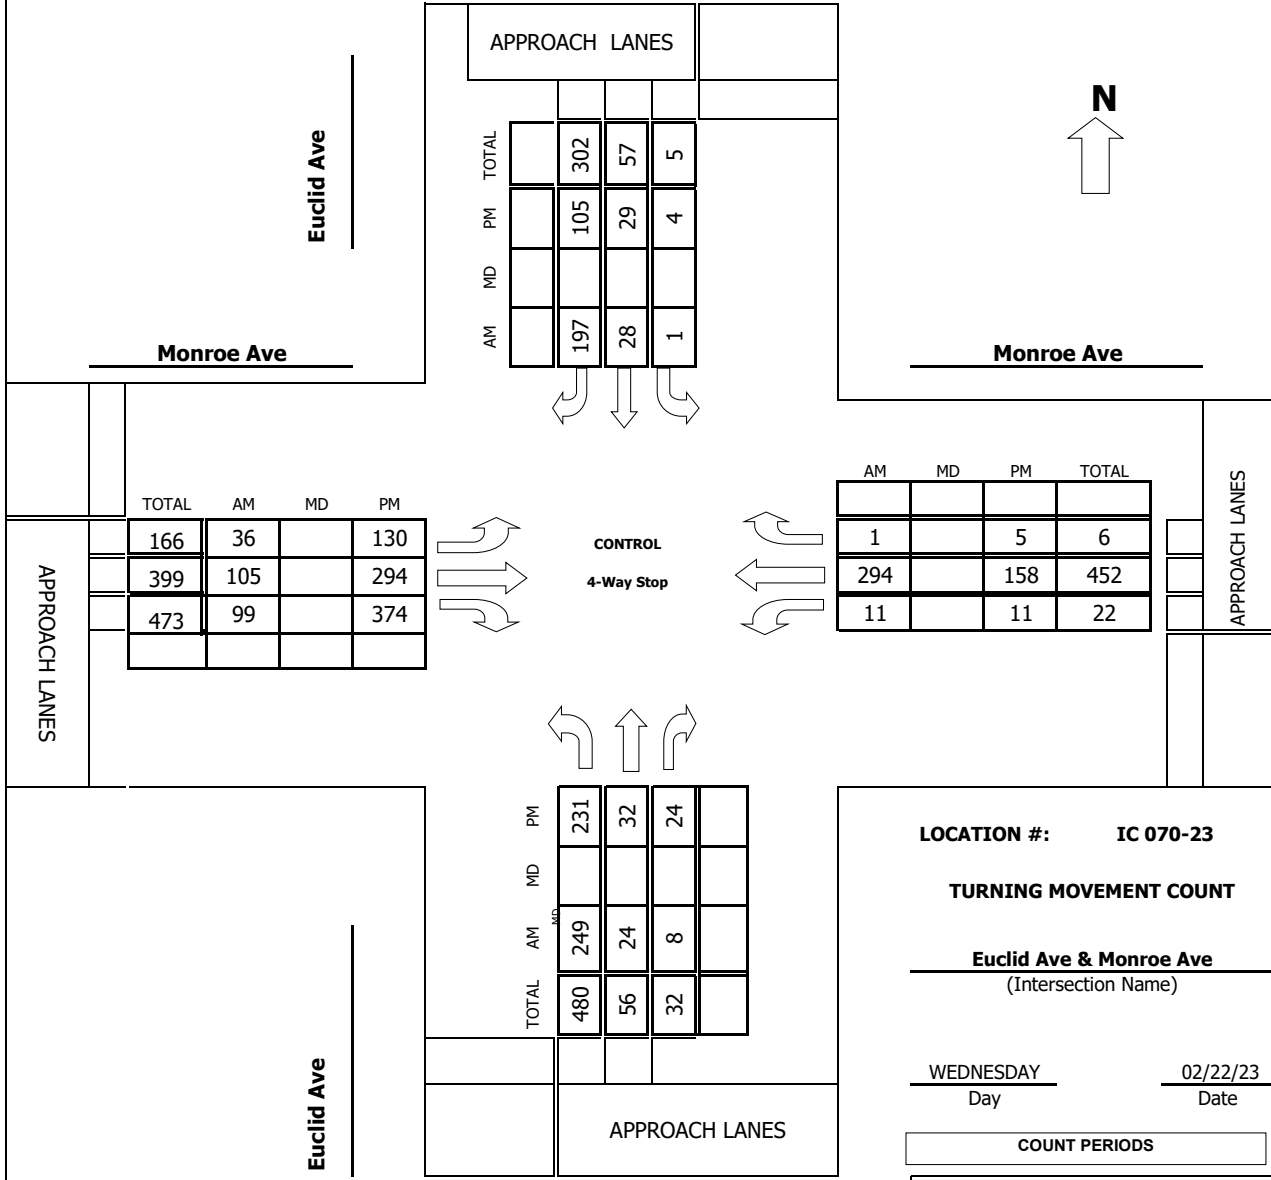 APPROACH LANES
N
Euclid Ave
TOTAL 302 57 5
PM 105 29 4
MD
AM 197 28 1
Monroe Ave
Monroe Ave
TOTAL AM MD PM
166 36 130
399 105 294
473 99 374
APPROACH LANES
CONTROL
4-Way Stop
AM MD PM TOTAL
1 5 6
294 158 452
11 11 22
APPROACH LANES
PM 231 32 24
MD
MD
AM 249 24 8
TOTAL 480 56 32
Euclid Ave
APPROACH LANES
LOCATION #: IC 070-23
TURNING MOVEMENT COUNT
Euclid Ave & Monroe Ave
(Intersection Name)
WEDNESDAY 02/22/23
Day Date
COUNT PERIODS